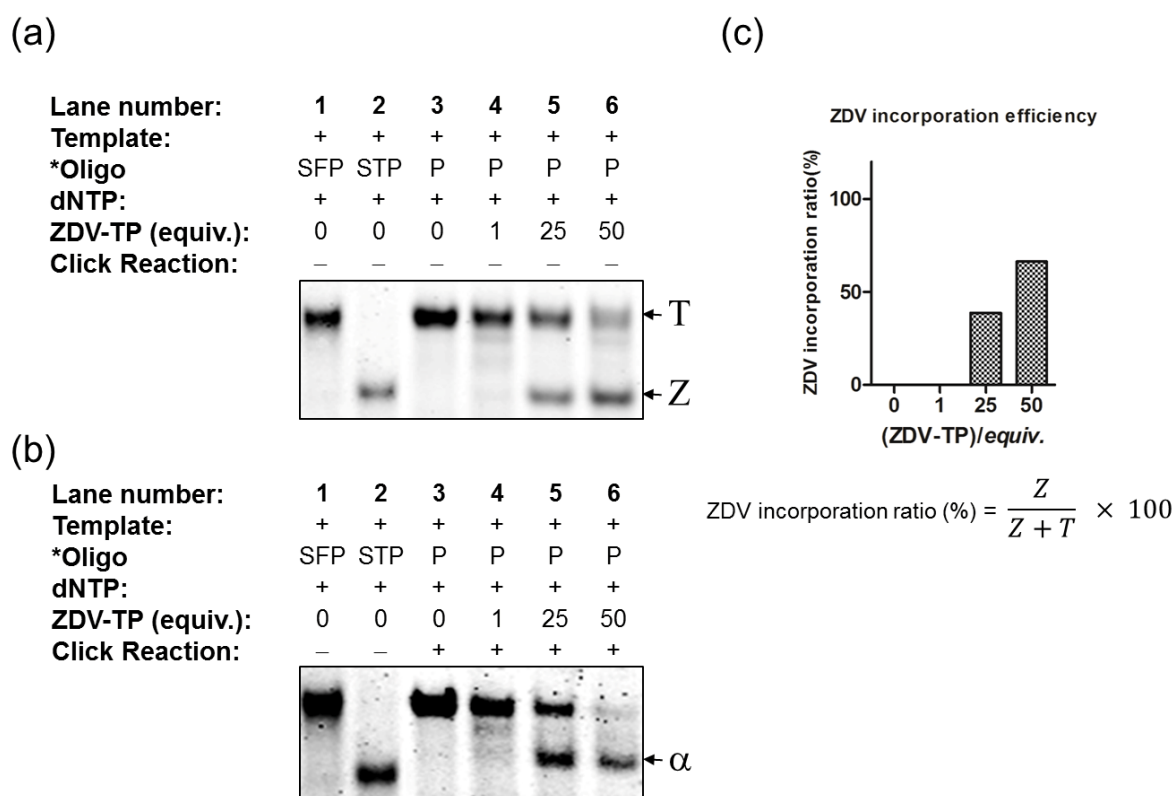 (a)
Lane number: 1 2 3 4 5 6
Template: + + + + + +
*Oligo SFP STP P P P P
dNTP: + + + + + +
ZDV-TP (equiv.): 0 0 0 1 25 50
Click Reaction: – – – – – –
T
Z
(b)
Lane number: 1 2 3 4 5 6
Template: + + + + + +
*Oligo SFP STP P P P P
dNTP: + + + + + +
ZDV-TP (equiv.): 0 0 0 1 25 50
Click Reaction: – – + + + +
α
(c)
ZDV incorporation efficiency
ZDV incorporation ratio(%)
100
50
0
0 1 25 50
(ZDV-TP)/equiv.
ZDV incorporation ratio (%) = Z / Z + T × 100